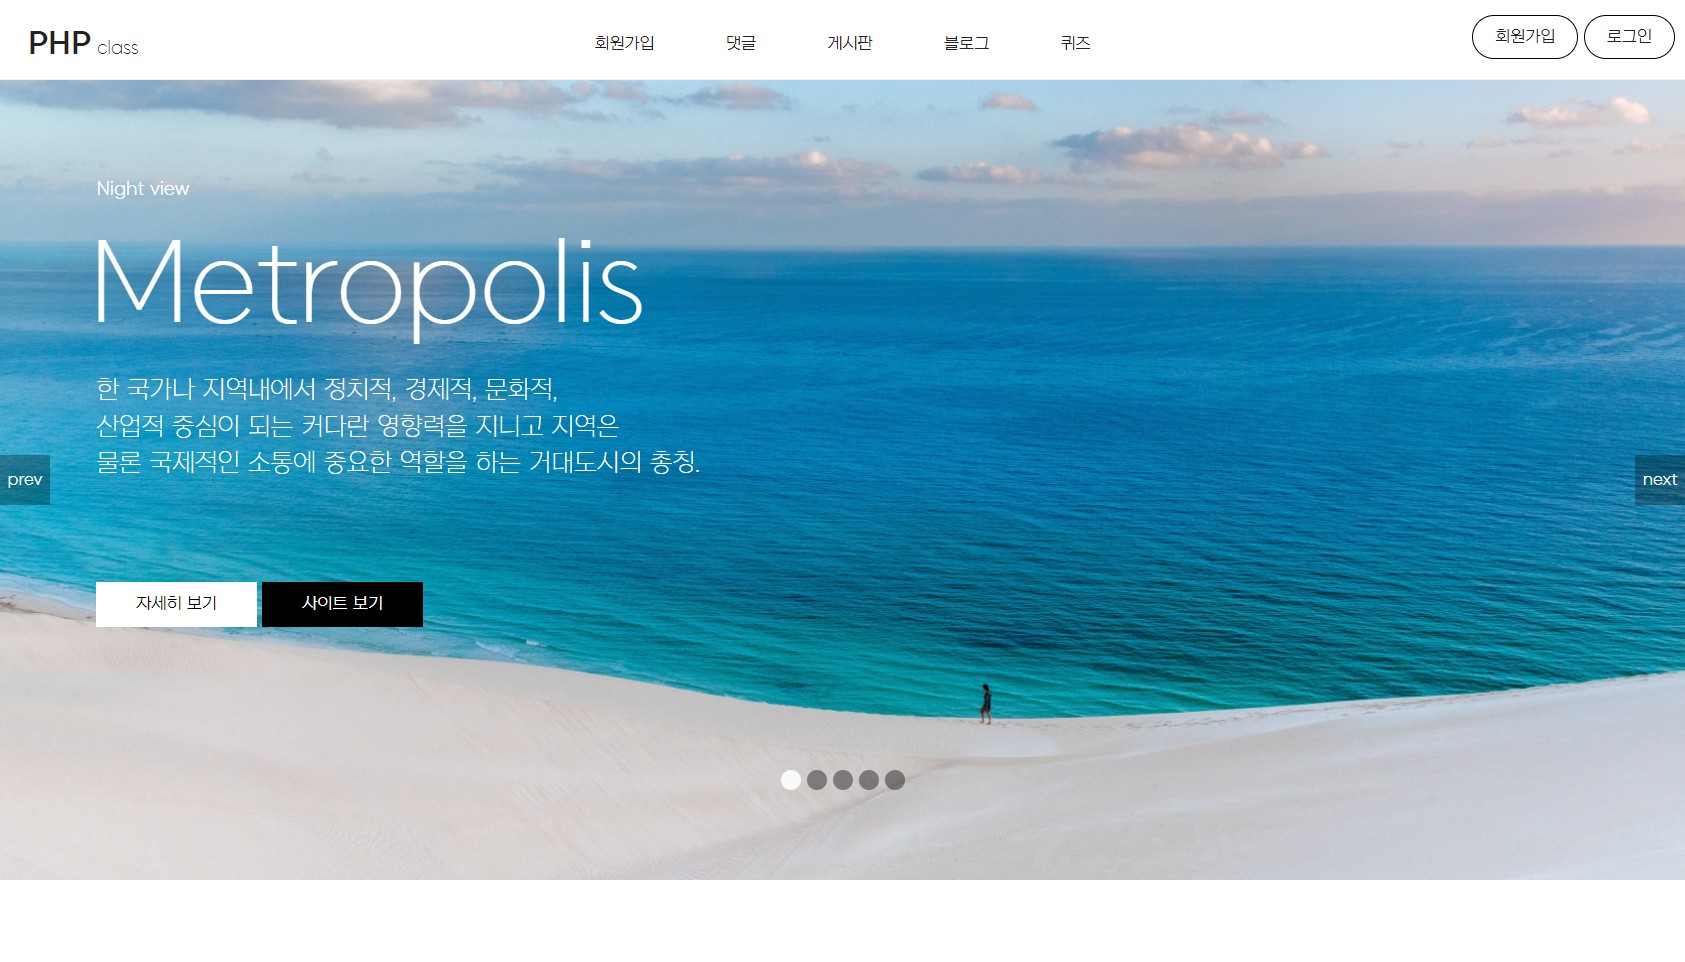 PHP class
회원가입
댓글
게시판
블로그
퀴즈
회원가입
로그인
Night view
Metropolis
한 국가나 지역내에서 정치적, 경제적, 문화적,
산업적 중심이 되는 커다란 영향력을 지니고 지역은
물론 국제적인 소통에 중요한 역할을 하는 거대도시의 총칭.
prev
next
자세히 보기
사이트 보기